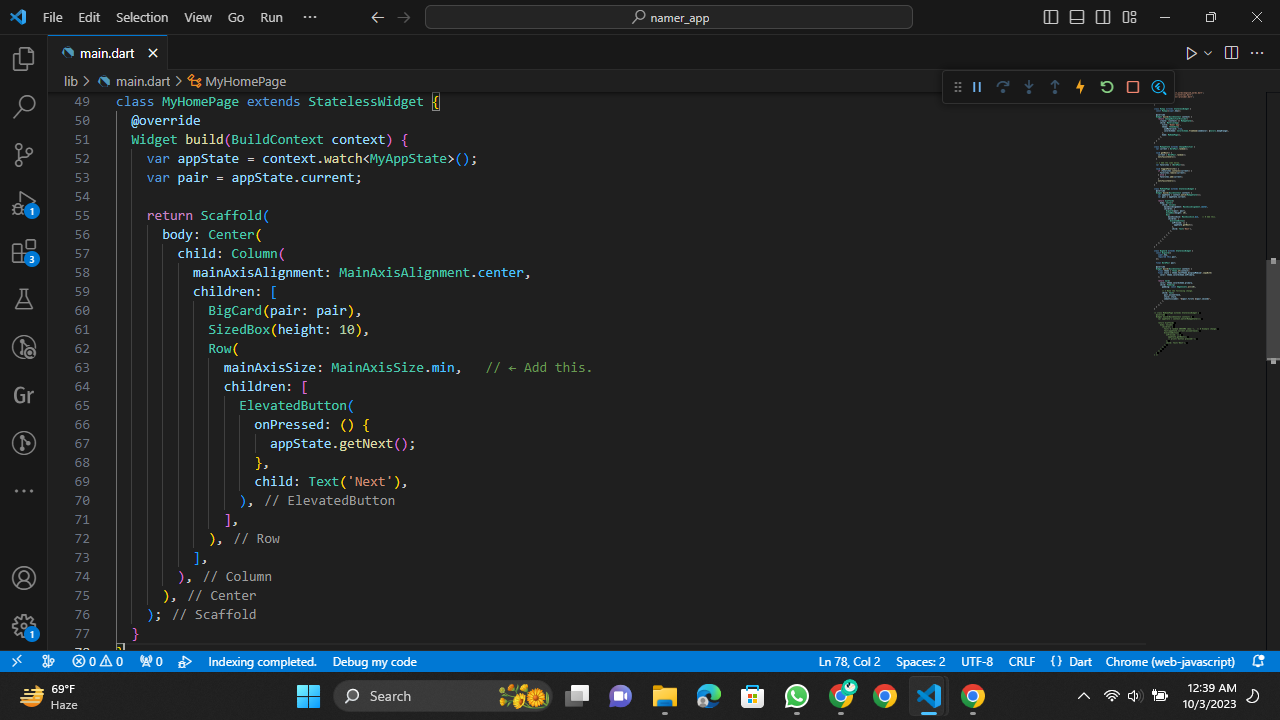 File Edit Selection View Go Run ··· namer_app
main.dart
lib > main.dart > MyHomePage
49 class MyHomePage extends StatelessWidget {
50 @override
51 Widget build(BuildContext context) {
52 var appState = context.watch<MyAppState>();
53 var pair = appState.current;
54
55 return Scaffold(
56 body: Center(
57 child: Column(
58 mainAxisAlignment: MainAxisAlignment.center,
59 children: [
60 BigCard(pair: pair),
61 SizedBox(height: 10),
62 Row(
63 mainAxisSize: MainAxisSize.min, // ← Add this.
64 children: [
65 ElevatedButton(
66 onPressed: () {
67 appState.getNext();
68 },
69 child: Text('Next'),
70 ), // ElevatedButton
71 ],
72 ), // Row
73 ],
74 ), // Column
75 ), // Center
76 ); // Scaffold
77 }
78 }
1
3
Gr
1
0 0 0 Indexing completed. Debug my code Ln 78, Col 2 Spaces: 2 UTF-8 CRLF {} Dart Chrome (web-javascript)
69°F
Haze
Search
12:39 AM
10/3/2023